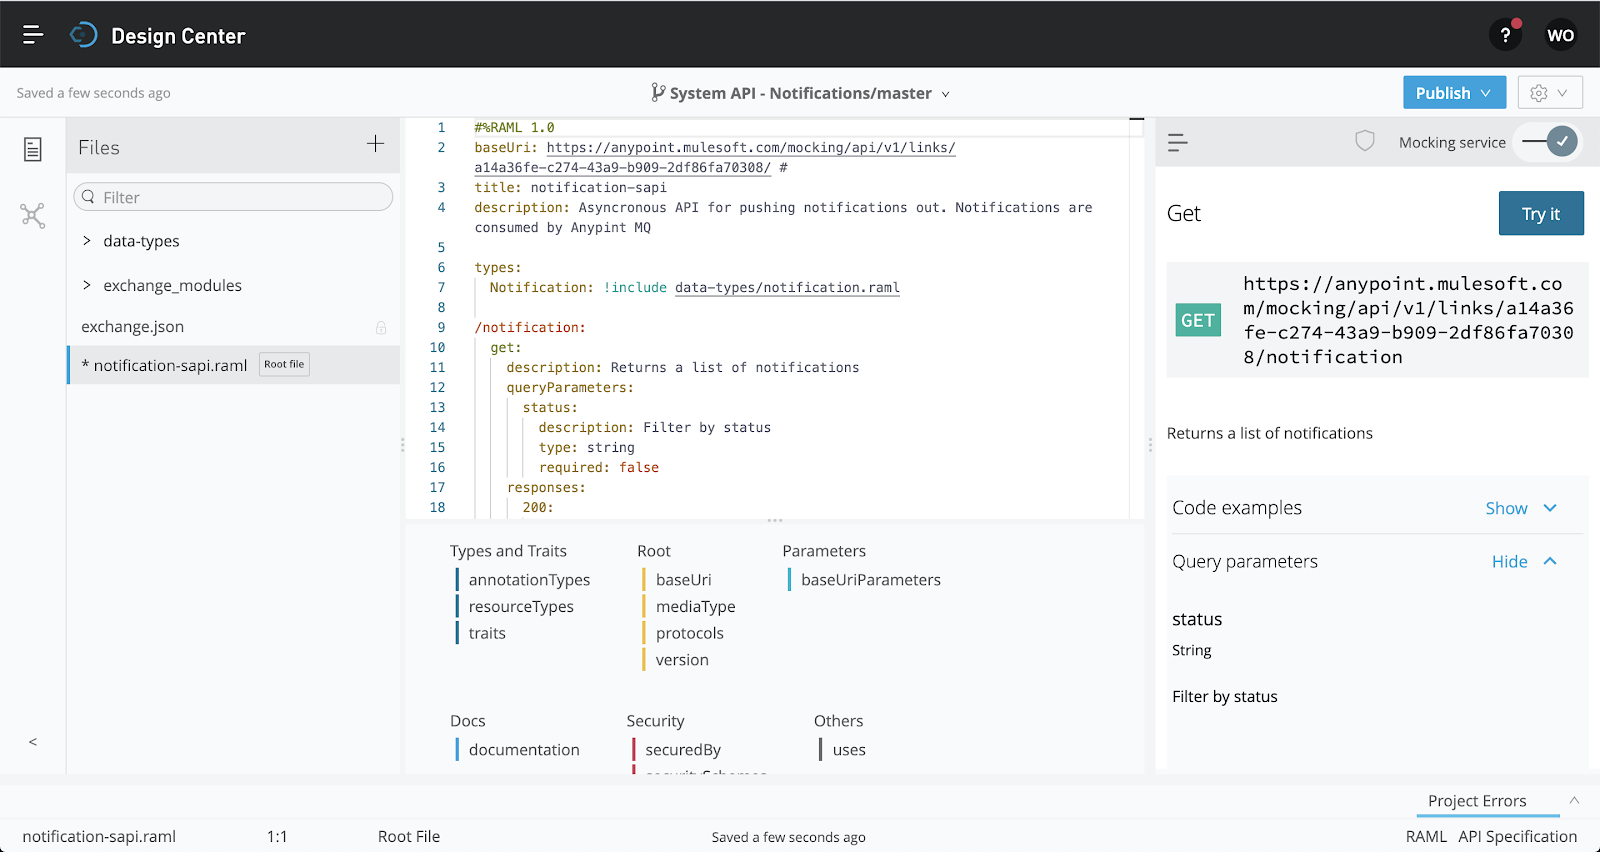 Design Center
?
WO
Saved a few seconds ago
System API - Notifications/master
Publish
Files
Filter
data-types
exchange_modules
exchange.json
* notification-sapi.raml
Root file
1 #%RAML 1.0
2 baseUri: https://anypoint.mulesoft.com/mocking/api/v1/links/
a14a36fe-c274-43a9-b909-2df86fa70308/ #
3 title: notification-sapi
4 description: Asyncronous API for pushing notifications out. Notifications are
consumed by Anypint MQ
5
6 types:
7 Notification: !include data-types/notification.raml
8
9 /notification:
10 get:
11 description: Returns a list of notifications
12 queryParameters:
13 status:
14 description: Filter by status
15 type: string
16 required: false
17 responses:
18 200:
Types and Traits
annotationTypes
resourceTypes
traits
Root
baseUri
mediaType
protocols
version
Parameters
baseUriParameters
Docs
documentation
Security
securedBy
securitySchemes
Others
uses
Mocking service
Get
Try it
GET
https://anypoint.mulesoft.co
m/mocking/api/v1/links/a14a36
fe-c274-43a9-b909-2df86fa7030
8/notification
Returns a list of notifications
Code examples
Show
Query parameters
Hide
status
String
Filter by status
Project Errors
notification-sapi.raml
1:1
Root File
Saved a few seconds ago
RAML
API Specification